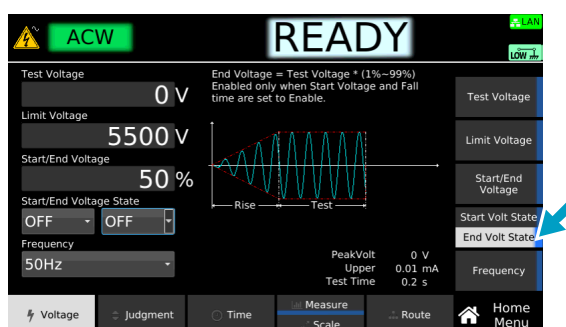 ACW
READY
LAN
LOW
Test Voltage
0 V
Limit Voltage
5500 V
Start/End Voltage
50 %
Start/End Voltage State
OFF OFF
Frequency
50Hz
End Voltage = Test Voltage * (1%~99%)
Enabled only when Start Voltage and Fall
time are set to Enable.
Rise Test
PeakVolt 0 V
Upper 0.01 mA
Test Time 0.2 s
Test Voltage
Limit Voltage
Start/End
Voltage
Start Volt State
End Volt State
Frequency
Voltage
Judgment
Time
Measure
Scale
Route
Home
Menu